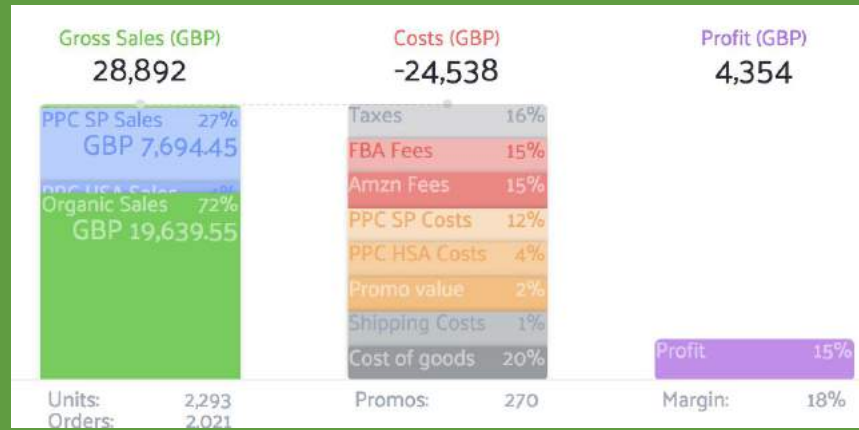 Gross Sales (GBP)
28,892
PPC SP Sales 27%
GBP 7,694.45
PPC HSA Sales
Organic Sales 72%
GBP 19,639.55
Units: 2,293
Orders: 2,021
Costs (GBP)
-24,538
Taxes 16%
FBA Fees 15%
Amzn Fees 15%
PPC SP Costs 12%
PPC HSA Costs 4%
Promo value 2%
Shipping Costs 1%
Cost of goods 20%
Promos: 270
Profit (GBP)
4,354
Profit 15%
Margin: 18%